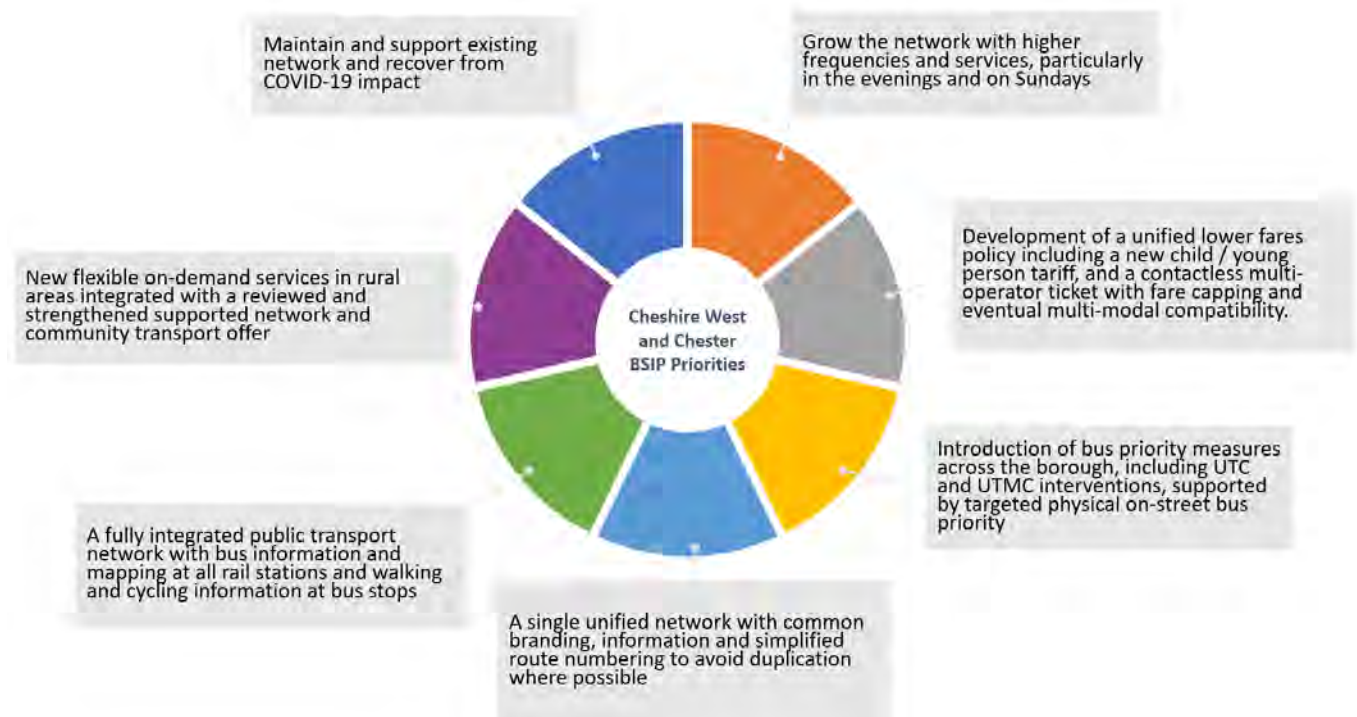 Maintain and support existing
network and recover from
COVID-19 impact
Grow the network with higher
frequencies and services, particularly
in the evenings and on Sundays
Development of a unified lower fares
policy including a new child / young
person tariff, and a contactless multi-
operator ticket with fare capping and
eventual multi-modal compatibility.
New flexible on-demand services in rural
areas integrated with a reviewed and
strengthened supported network and
community transport offer
Cheshire West
and Chester
BSIP Priorities
Introduction of bus priority measures
across the borough, including UTC
and UTMC interventions, supported
by targeted physical on-street bus
priority
A fully integrated public transport
network with bus information and
mapping at all rail stations and walking
and cycling information at bus stops
A single unified network with common
branding, information and simplified
route numbering to avoid duplication
where possible